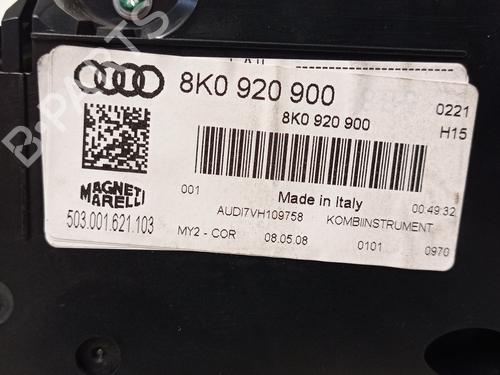 8K0 920 900
0221
8K0 920 900
H15
001
Made in Italy
00:49:32
MAGNETI
MARELLI
AUDI7VH109758
KOMBIINSTRUMENT
503.001.621.103
MY2 - COR
08.05.08
0101
0970
B-PARTS